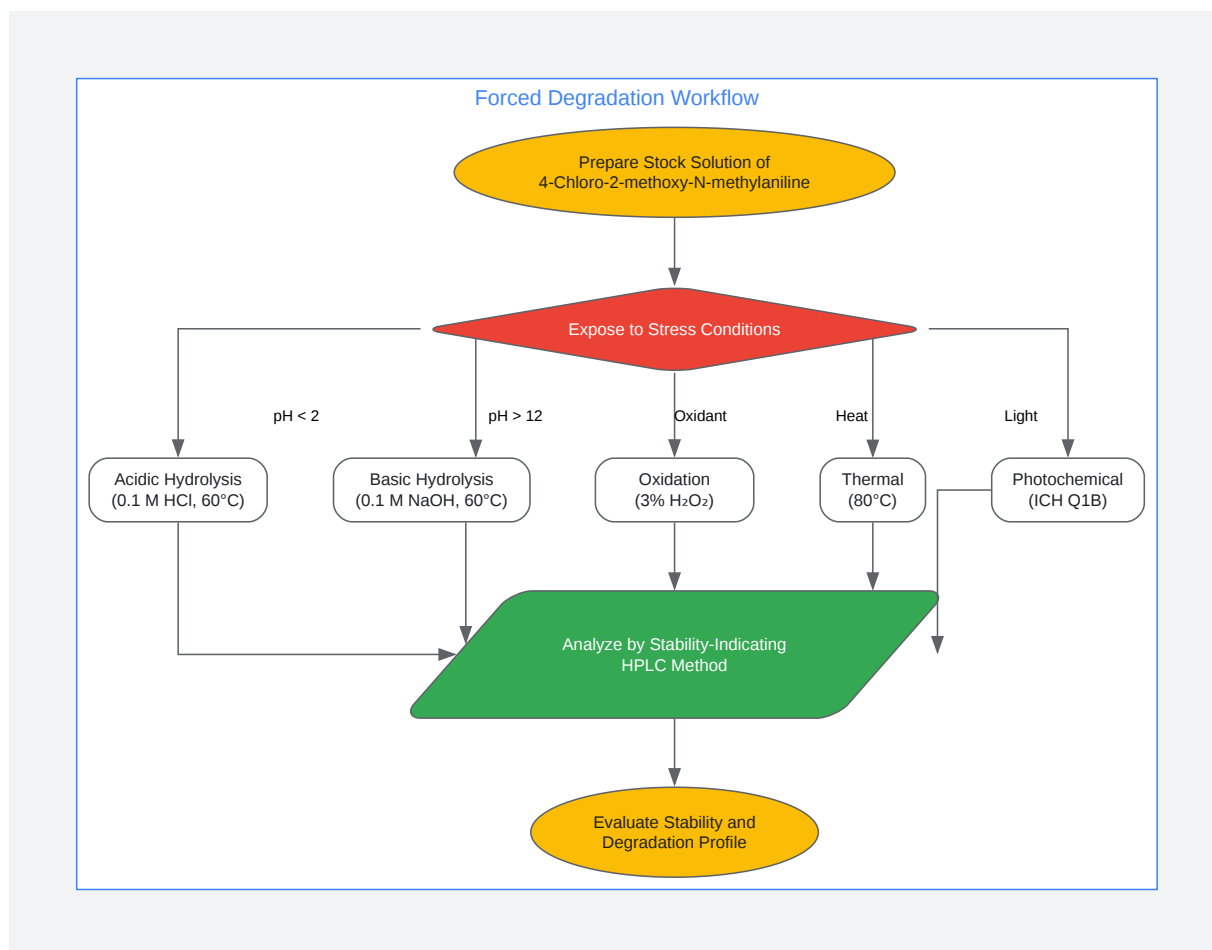 Forced Degradation Workflow
Prepare Stock Solution of
4-Chloro-2-methoxy-N-methylaniline
Expose to Stress Conditions
pH < 2
pH > 12
Oxidant
Heat
Light
Acidic Hydrolysis
(0.1 M HCl, 60°C)
Basic Hydrolysis
(0.1 M NaOH, 60°C)
Oxidation
(3% H₂O₂)
Thermal
(80°C)
Photochemical
(ICH Q1B)
Analyze by Stability-Indicating
HPLC Method
Evaluate Stability and
Degradation Profile